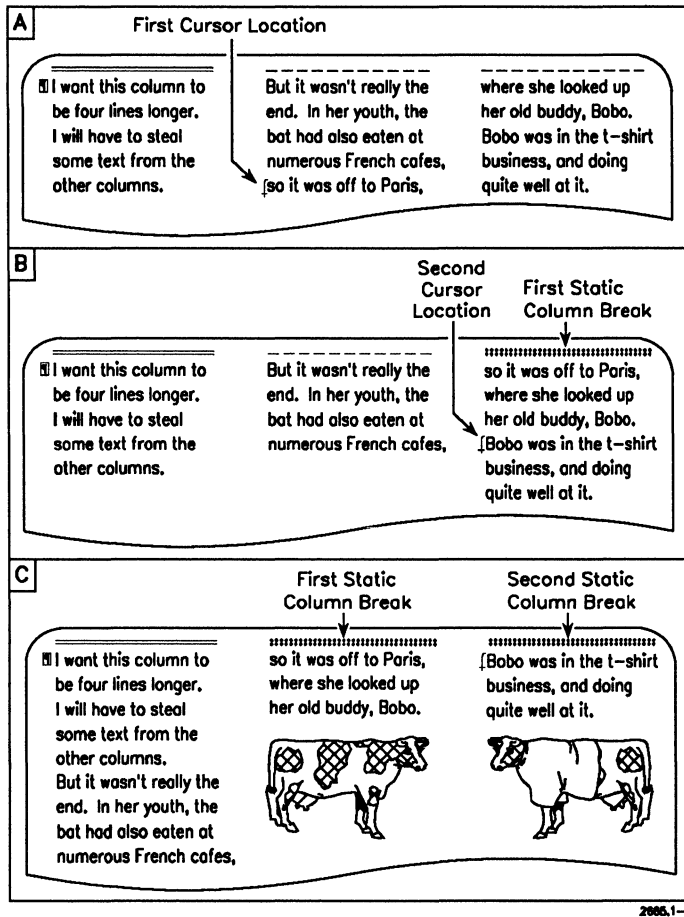 A
First Cursor Location
I want this column to
be four lines longer.
I will have to steal
some text from the
other columns.
But it wasn't really the
end. In her youth, the
bat had also eaten at
numerous French cafes,
so it was off to Paris,
where she looked up
her old buddy, Bobo.
Bobo was in the t-shirt
business, and doing
quite well at it.
B
Second
Cursor
Location
First Static
Column Break
I want this column to
be four lines longer.
I will have to steal
some text from the
other columns.
But it wasn't really the
end. In her youth, the
bat had also eaten at
numerous French cafes,
so it was off to Paris,
where she looked up
her old buddy, Bobo.
Bobo was in the t-shirt
business, and doing
quite well at it.
C
First Static
Column Break
Second Static
Column Break
I want this column to
be four lines longer.
I will have to steal
some text from the
other columns.
But it wasn't really the
end. In her youth, the
bat had also eaten at
numerous French cafes,
so it was off to Paris,
where she looked up
her old buddy, Bobo.
Bobo was in the t-shirt
business, and doing
quite well at it.
2665,1-